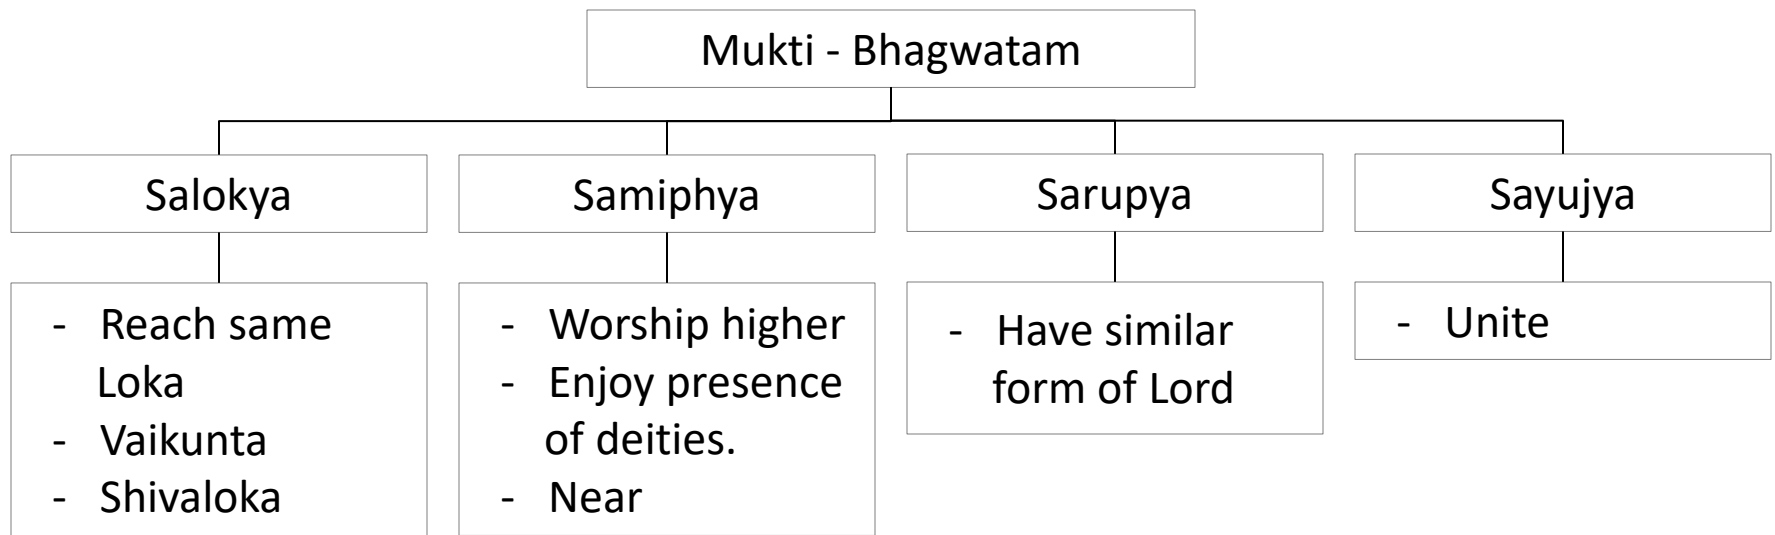 Mukti - Bhagwatam
Salokya
Samiphya
Sarupya
Sayujya
- Reach same
Loka
- Vaikunta
- Shivaloka
- Worship higher
- Enjoy presence
of deities.
- Near
- Have similar
form of Lord
- Unite